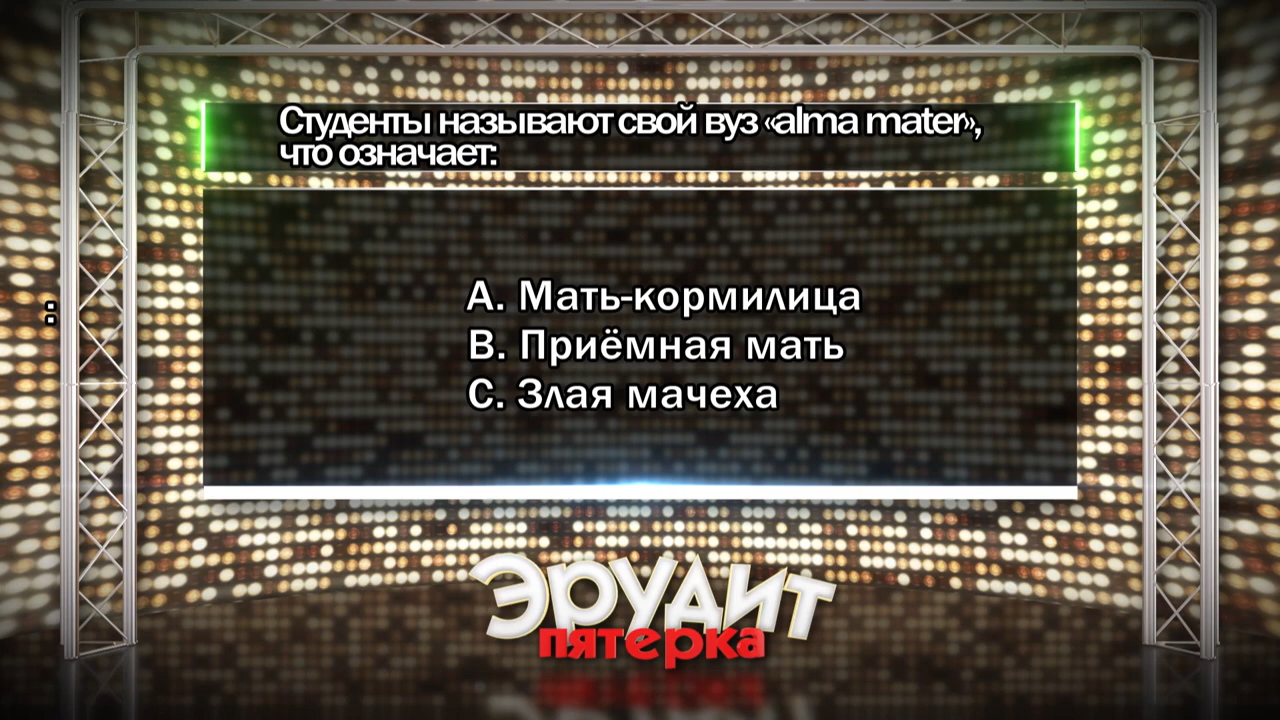 Студенты называют свой вуз «alma mater»,
что означает:
:
A. Мать-кормилица
B. Приёмная мать
C. Злая мачеха
Эрудит
пятерка